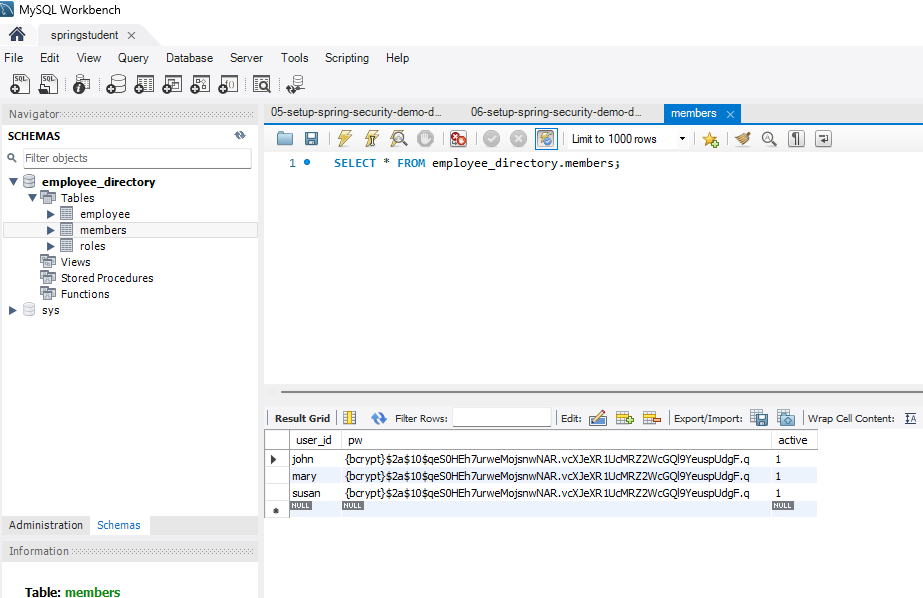 MySQL Workbench
springstudent
File Edit View Query Database Server Tools Scripting Help
Navigator
SCHEMAS
Filter objects
employee_directory
Tables
employee
members
roles
Views
Stored Procedures
Functions
sys
Administration Schemas
Information
Table: members
05-setup-spring-security-demo-d... 06-setup-spring-security-demo-d... members
Limit to 1000 rows
1 SELECT * FROM employee_directory.members;
Result Grid Filter Rows: Edit: Export/Import: Wrap Cell Content:
user_id pw active
john {bcrypt}$2a$10$qeS0HEh7urweMojsnwNAR.vcXJeXR1UcMRZ2WcGQl9YeuspUdgF.q 1
mary {bcrypt}$2a$10$qeS0HEh7urweMojsnwNAR.vcXJeXR1UcMRZ2WcGQl9YeuspUdgF.q 1
susan {bcrypt}$2a$10$qeS0HEh7urweMojsnwNAR.vcXJeXR1UcMRZ2WcGQl9YeuspUdgF.q 1
NULL NULL NULL